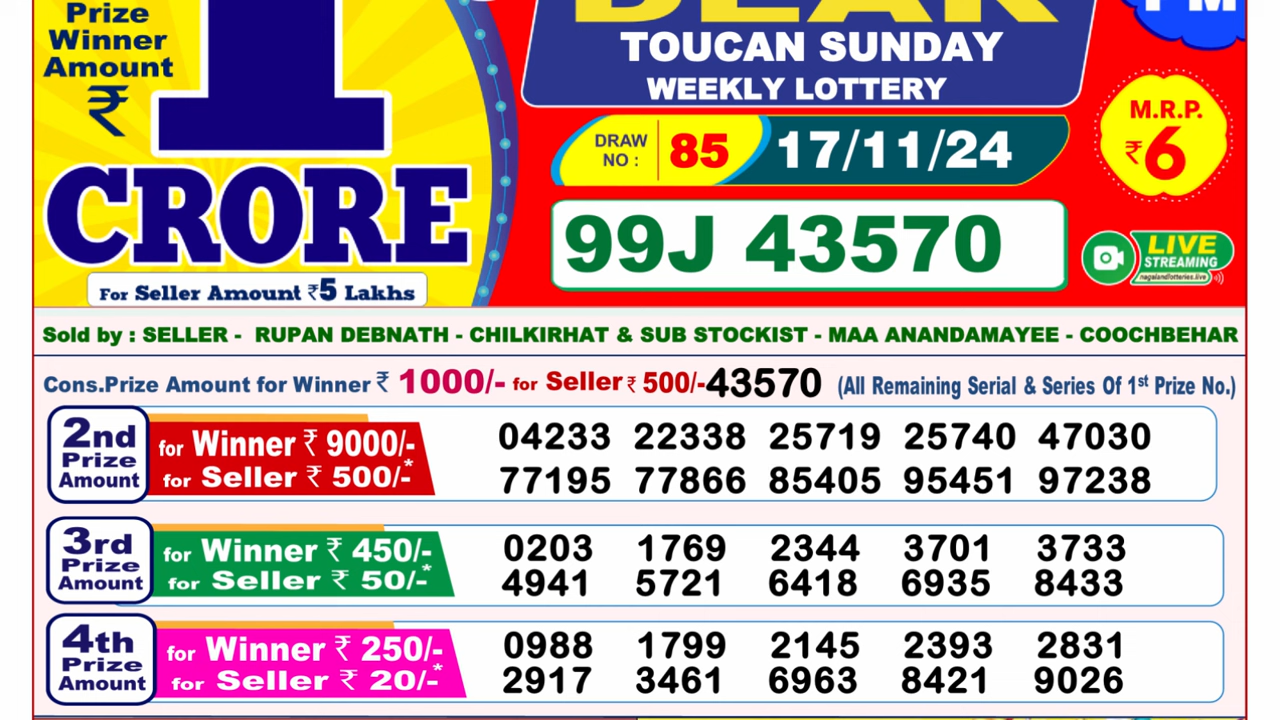 Prize
Winner
Amount
₹
1
CRORE
For Seller Amount ₹5 Lakhs
DEAR
TOUCAN SUNDAY
WEEKLY LOTTERY
PM
DRAW
NO :
85
17/11/24
M.R.P.
₹6
99J 43570
LIVE
STREAMING
nagalandlotteries.live
Sold by : SELLER - RUPAN DEBNATH - CHILKIRHAT & SUB STOCKIST - MAA ANANDAMAYEE - COOCHBEHAR
Cons.Prize Amount for Winner ₹ 1000/- for Seller ₹ 500/- 43570 (All Remaining Serial & Series Of 1st Prize No.)
2nd
Prize
Amount
for Winner ₹ 9000/-
for Seller ₹ 500/-*
04233 22338 25719 25740 47030
77195 77866 85405 95451 97238
3rd
Prize
Amount
for Winner ₹ 450/-
for Seller ₹ 50/-*
0203 1769 2344 3701 3733
4941 5721 6418 6935 8433
4th
Prize
Amount
for Winner ₹ 250/-
for Seller ₹ 20/-*
0988 1799 2145 2393 2831
2917 3461 6963 8421 9026